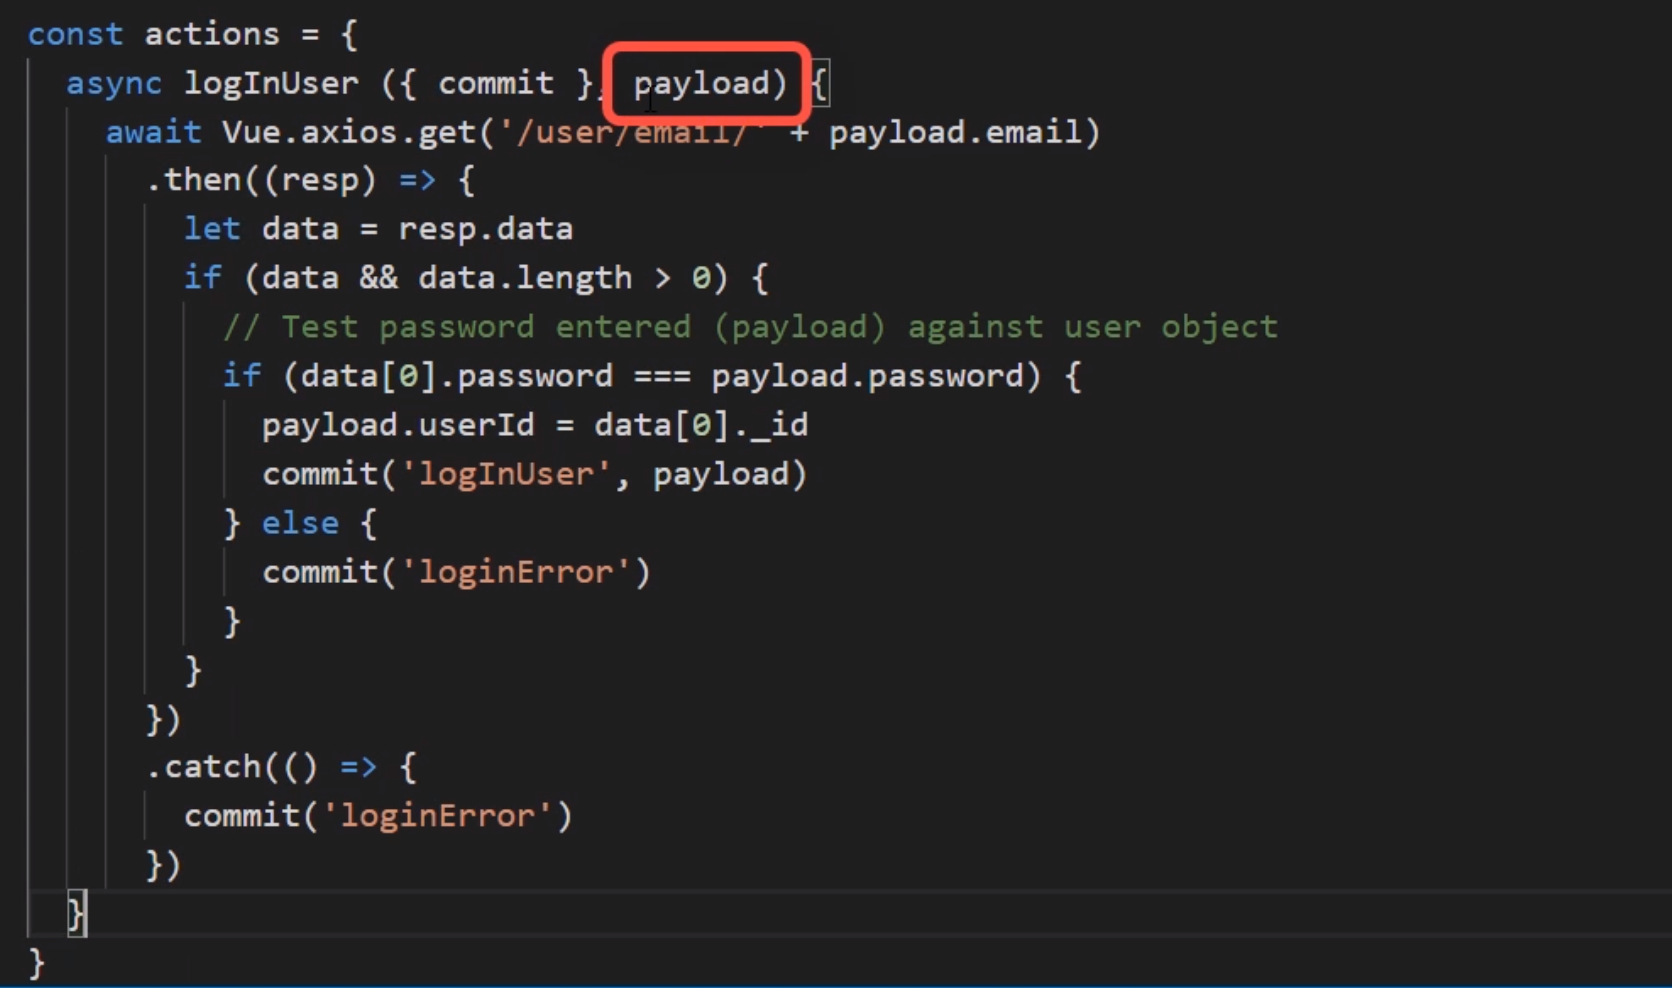 const actions = {
async logInUser ({ commit }, payload) {
await Vue.axios.get('/user/email/' + payload.email)
.then((resp) => {
let data = resp.data
if (data && data.length > 0) {
// Test password entered (payload) against user object
if (data[0].password === payload.password) {
payload.userId = data[0]._id
commit('logInUser', payload)
} else {
commit('loginError')
}
}
})
.catch(() => {
commit('loginError')
})
}
}